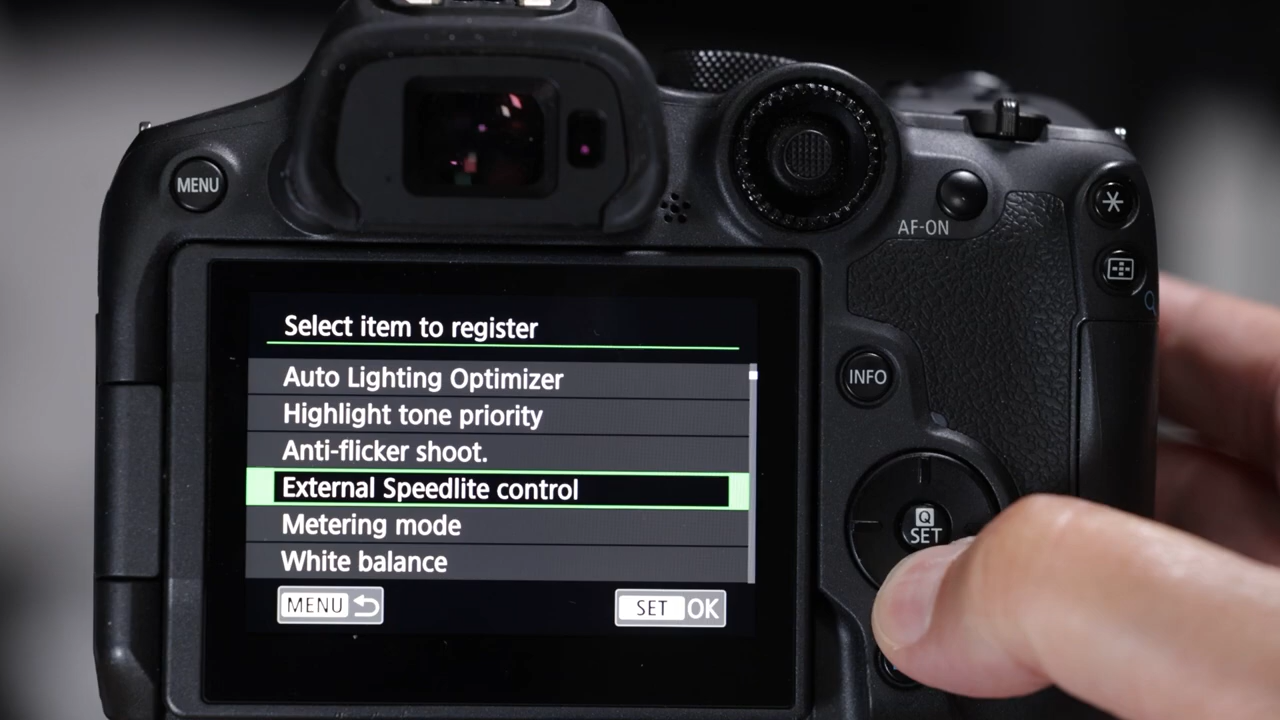 MENU
AF-ON
Select item to register
Auto Lighting Optimizer
Highlight tone priority
Anti-flicker shoot.
External Speedlite control
Metering mode
White balance
MENU
SET OK
INFO
Q
SET